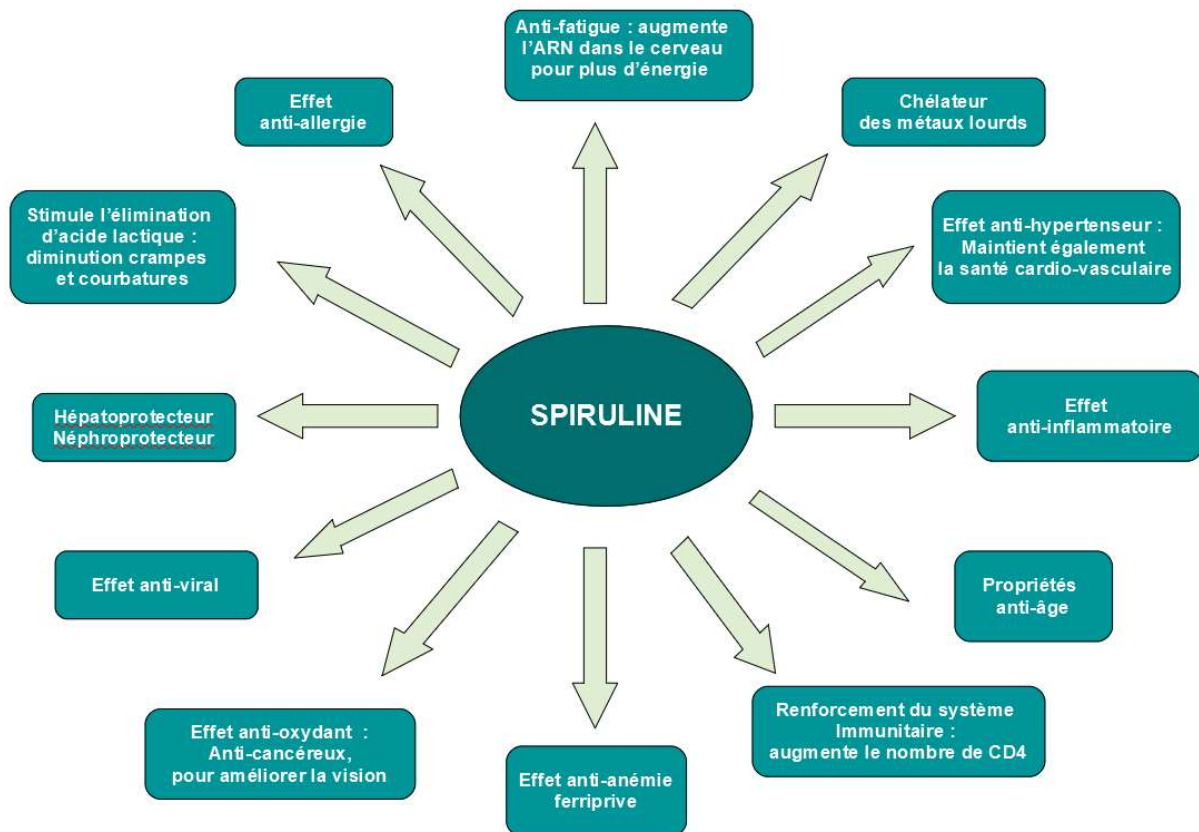 Anti-fatigue : augmente
l'ARN dans le cerveau
pour plus d'énergie
Effet
anti-allergie
Chélateur
des métaux lourds
Stimule l'élimination
d'acide lactique :
diminution crampes
et courbatures
Effet anti-hypertenseur :
Maintient également
la santé cardio-vasculaire
SPIRULINE
Hépatoprotecteur
Néphroprotecteur
Effet
anti-inflammatoire
Effet anti-viral
Propriétés
anti-âge
Effet anti-oxydant :
Anti-cancéreux,
pour améliorer la vision
Effet anti-anémie
ferriprive
Renforcement du système
Immunitaire :
augmente le nombre de CD4